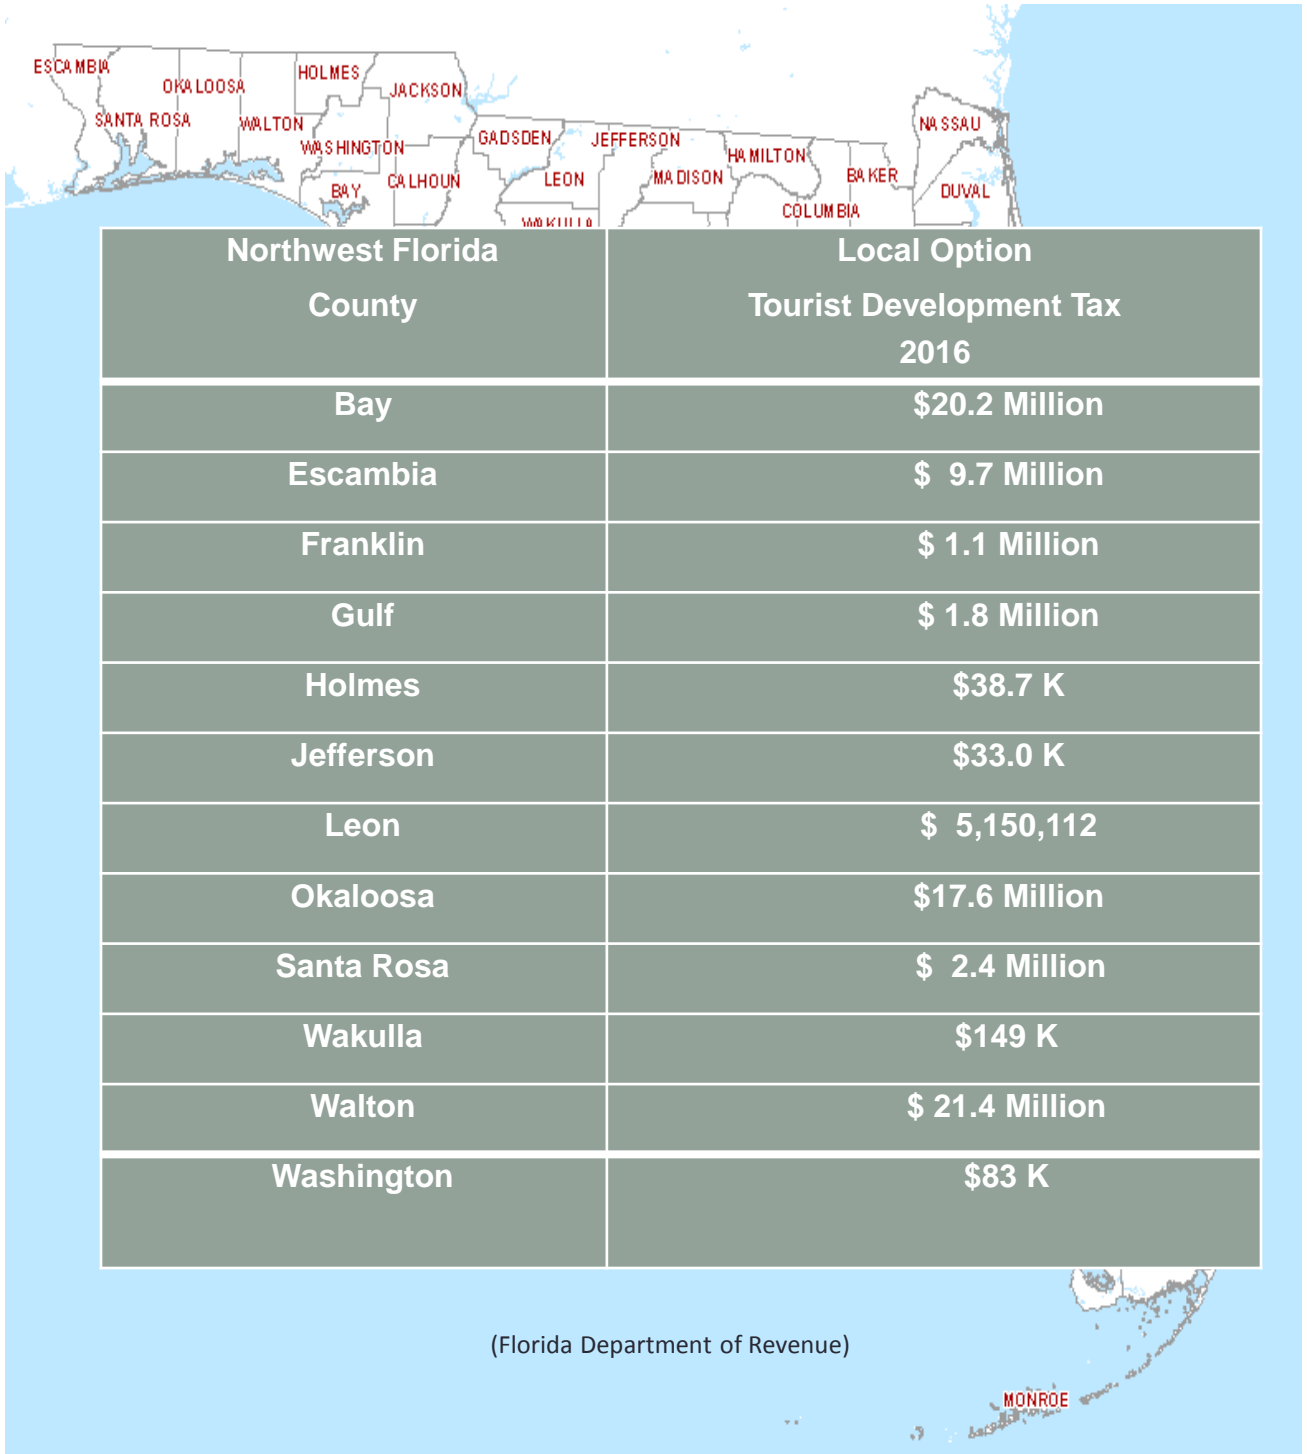 ESCAMBIA
HOLMES
OKALOOSA
JACKSON
SANTA ROSA
WALTON
NASSAU
GADSDEN
JEFFERSON
WASHINGTON
HAMILTON
LEON
MADISON
BAKER
CALHOUN
BAY
DUVAL
COLUMBIA
WAKULLA
Northwest Florida
County
Local Option
Tourist Development Tax
2016
Bay $20.2 Million
Escambia $ 9.7 Million
Franklin $ 1.1 Million
Gulf $ 1.8 Million
Holmes $38.7 K
Jefferson $33.0 K
Leon $ 5,150,112
Okaloosa $17.6 Million
Santa Rosa $ 2.4 Million
Wakulla $149 K
Walton $ 21.4 Million
Washington $83 K
(Florida Department of Revenue)
MONROE